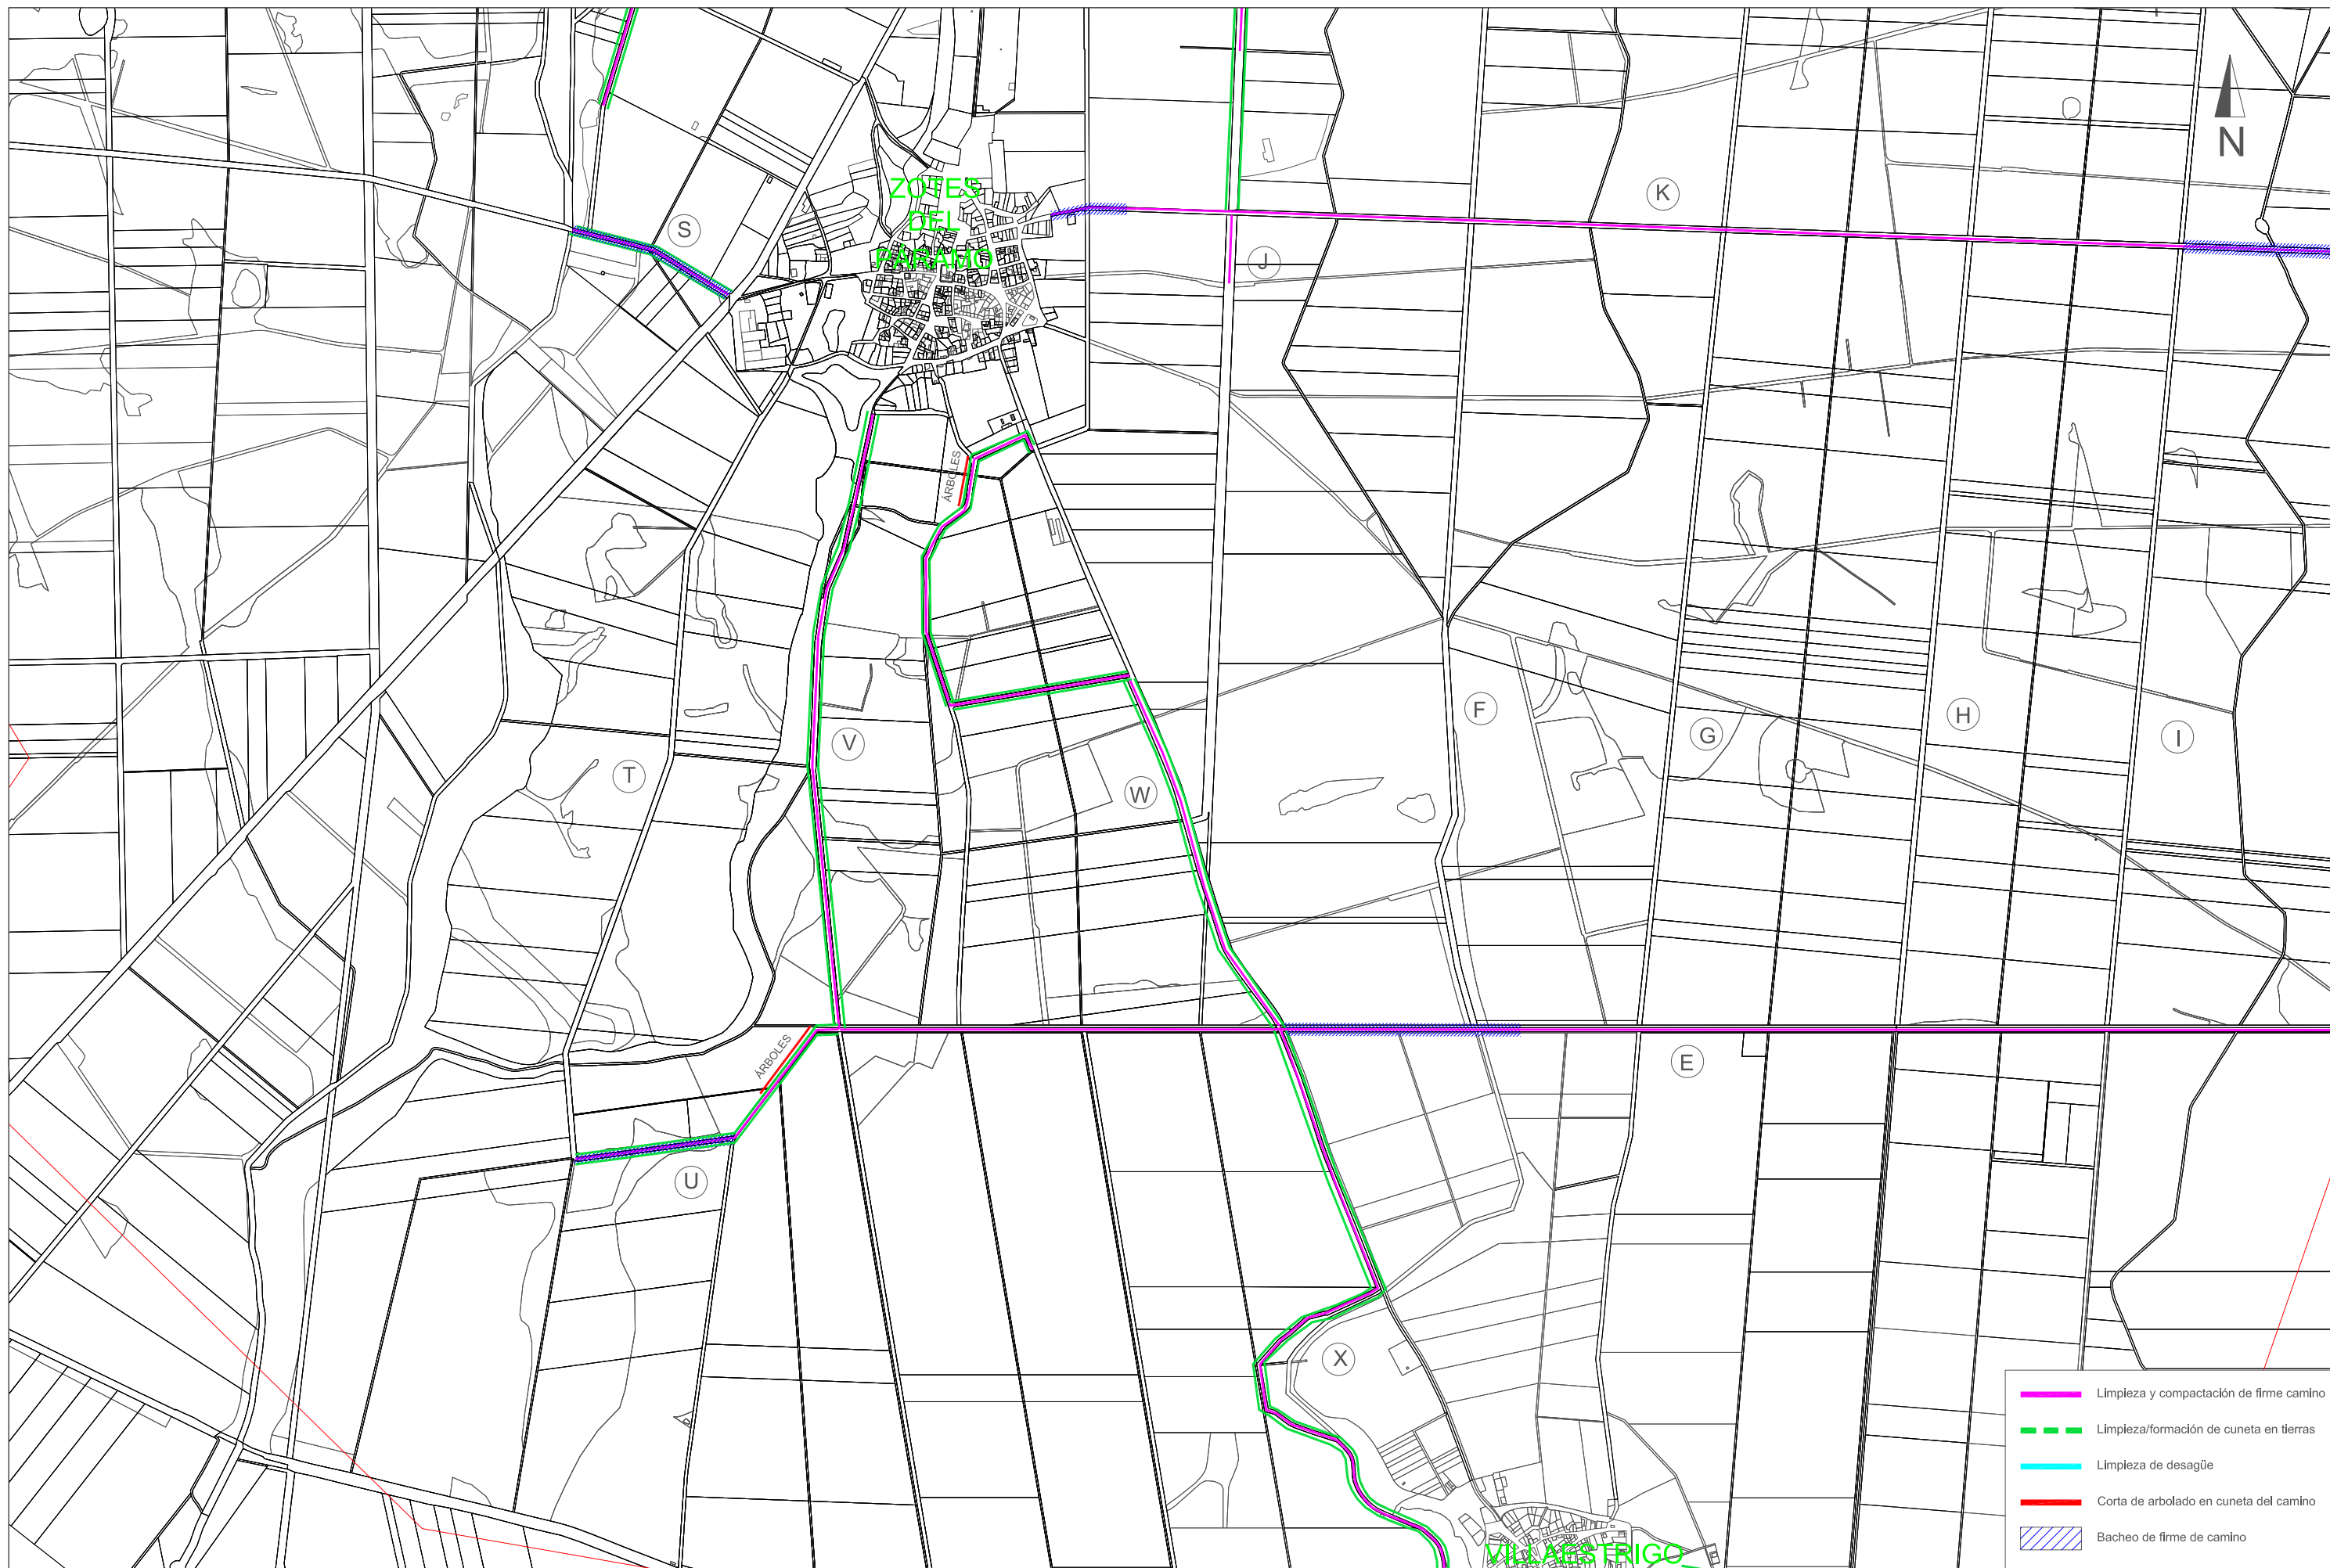 N
K
ZOTES
DEL
PÁRAMO
S
J
ÁRBOLES
F
H
G
I
V
T
W
ÁRBOLES
E
U
X
Limpieza y compactación de firme camino
Limpieza/formación de cuneta en tierras
Limpieza de desagüe
Corta de arbolado en cuneta del camino
Bacheo de firme de camino
VILLAESTRIGO